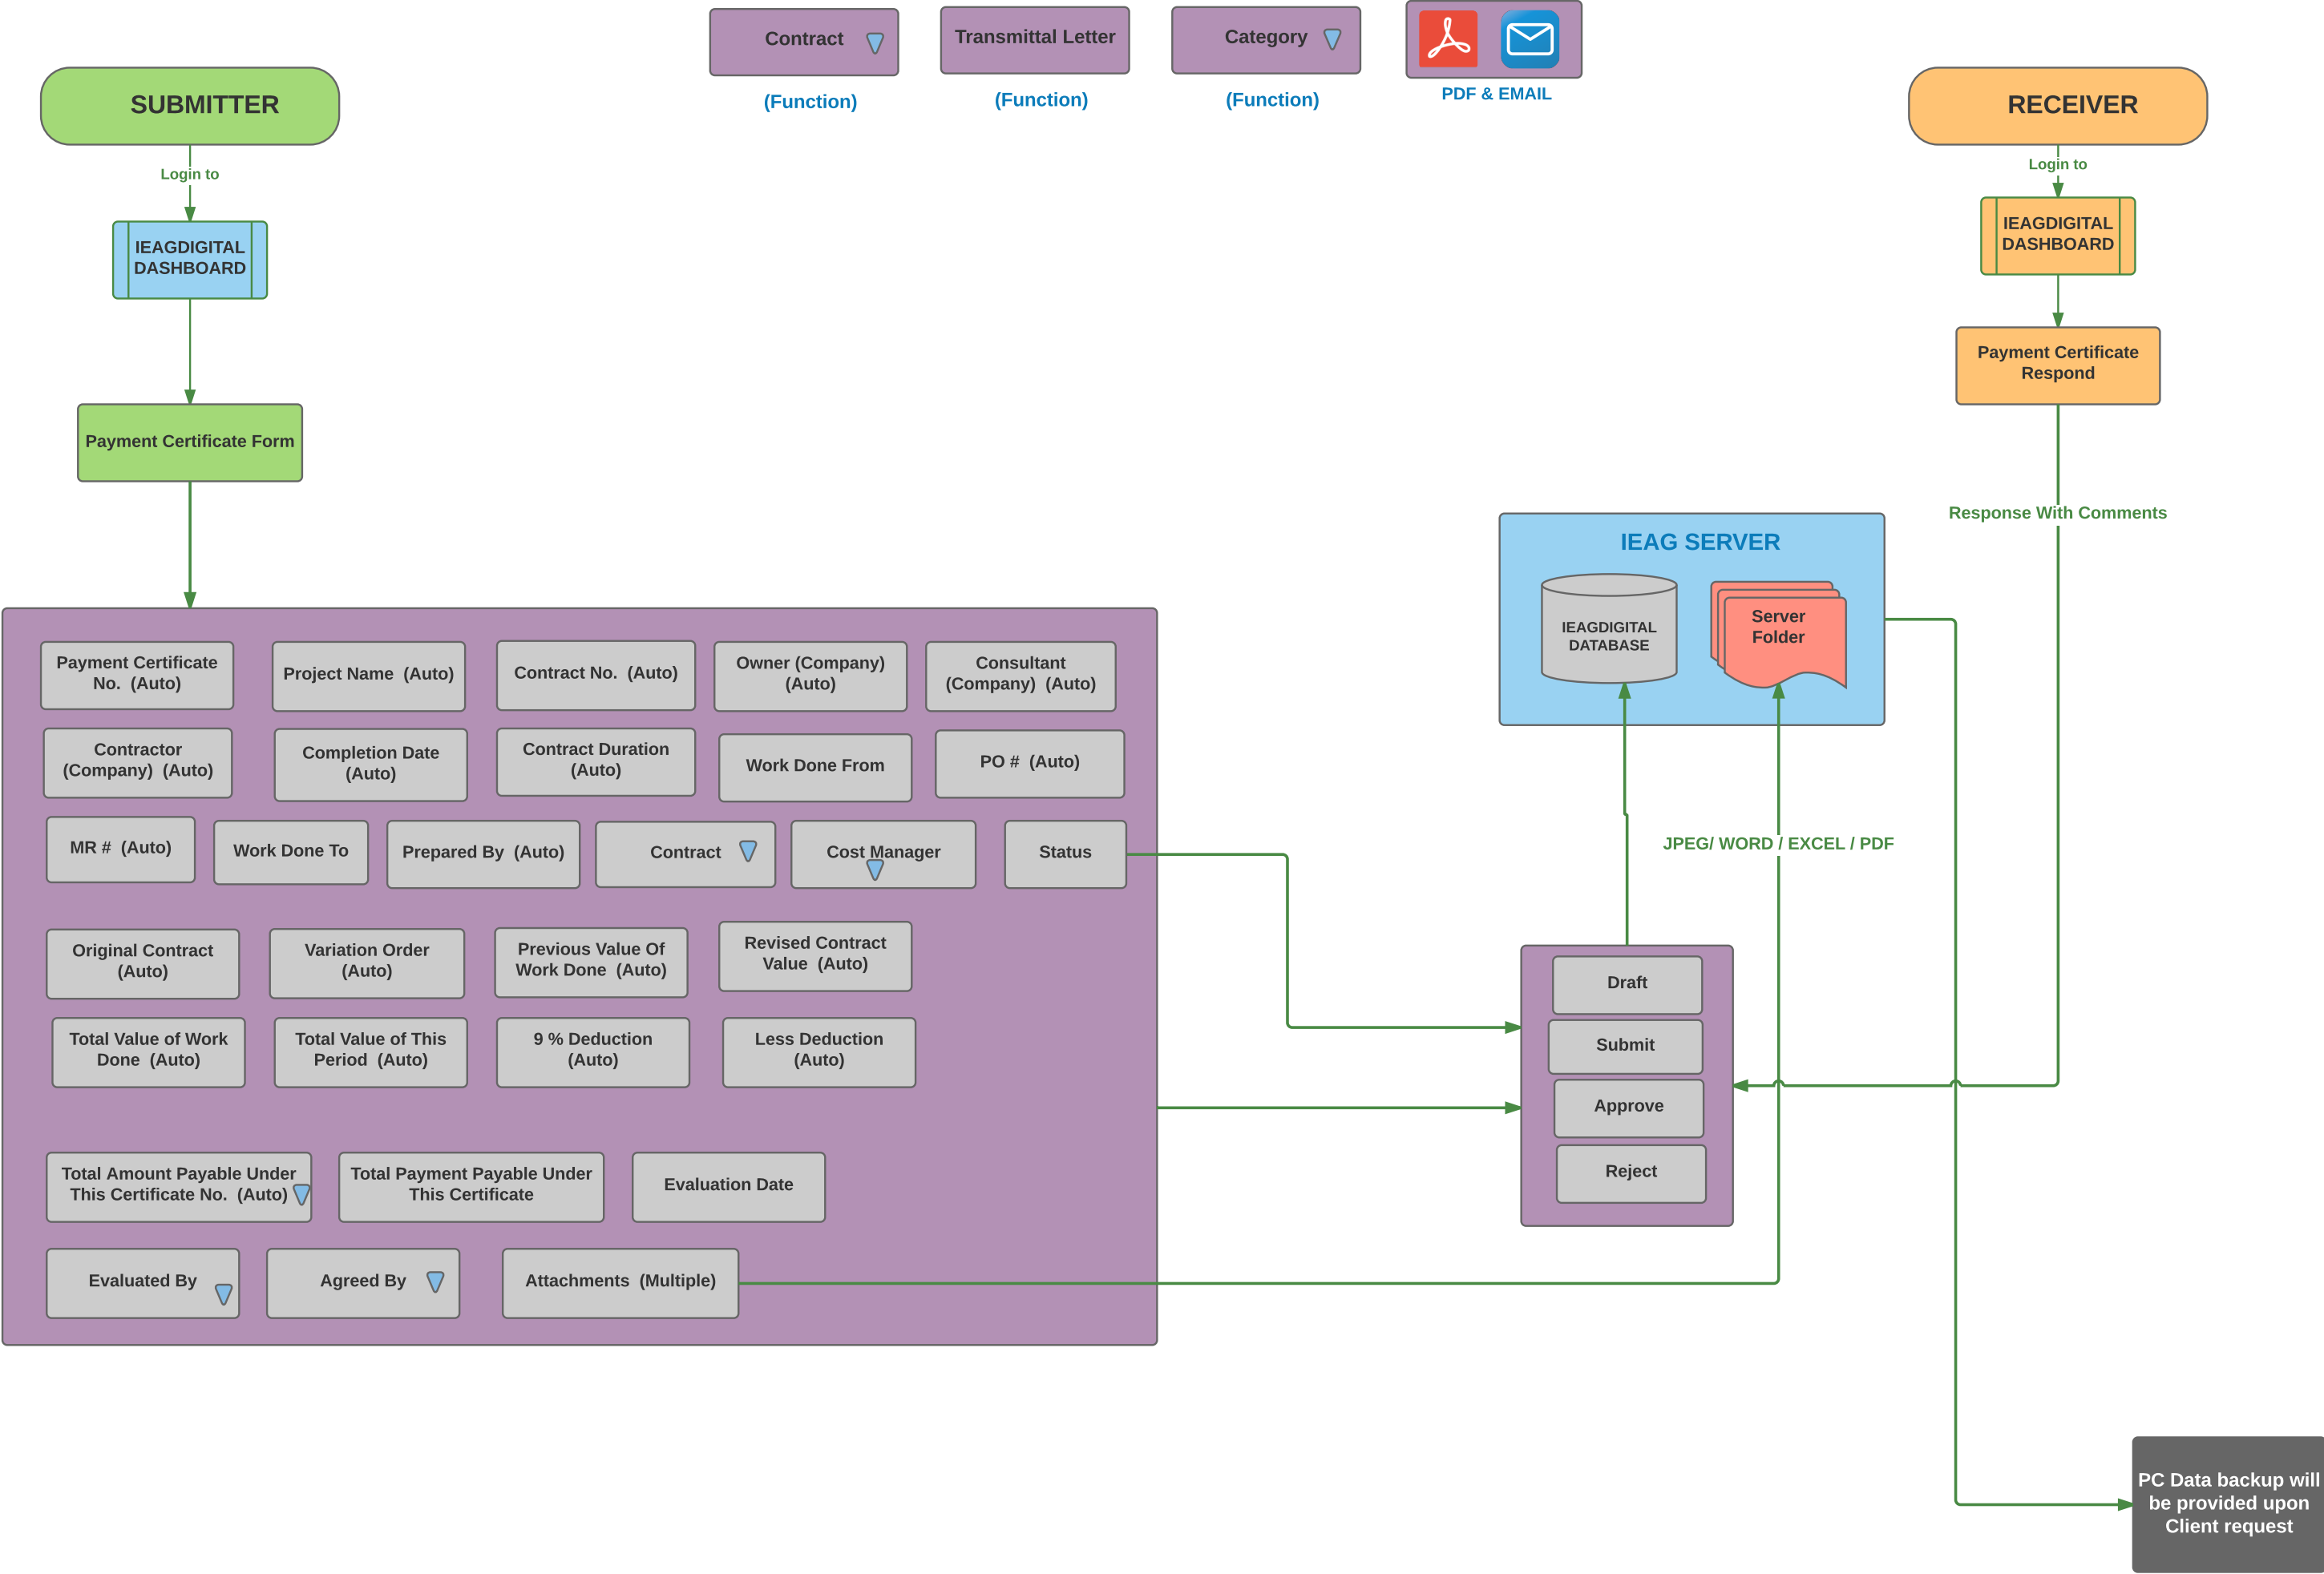 Contract
Transmittal Letter
Category
(Function)
(Function)
(Function)
PDF & EMAIL
SUBMITTER
Login to
IEAGDIGITAL
DASHBOARD
Payment Certificate Form
RECEIVER
Login to
IEAGDIGITAL
DASHBOARD
Payment Certificate
Respond
Response With Comments
IEAG SERVER
IEAGDIGITAL
DATABASE
Server
Folder
Payment Certificate
No. (Auto)
Project Name (Auto)
Contract No. (Auto)
Owner (Company)
(Auto)
Consultant
(Company) (Auto)
Contractor
(Company) (Auto)
Completion Date
(Auto)
Contract Duration
(Auto)
Work Done From
PO # (Auto)
MR # (Auto)
Work Done To
Prepared By (Auto)
Contract
Cost Manager
Status
JPEG/ WORD / EXCEL / PDF
Original Contract
(Auto)
Variation Order
(Auto)
Previous Value Of
Work Done (Auto)
Revised Contract
Value (Auto)
Total Value of Work
Done (Auto)
Total Value of This
Period (Auto)
9 % Deduction
(Auto)
Less Deduction
(Auto)
Draft
Submit
Approve
Reject
Total Amount Payable Under
This Certificate No. (Auto)
Total Payment Payable Under
This Certificate
Evaluation Date
Evaluated By
Agreed By
Attachments (Multiple)
PC Data backup will
be provided upon
Client request